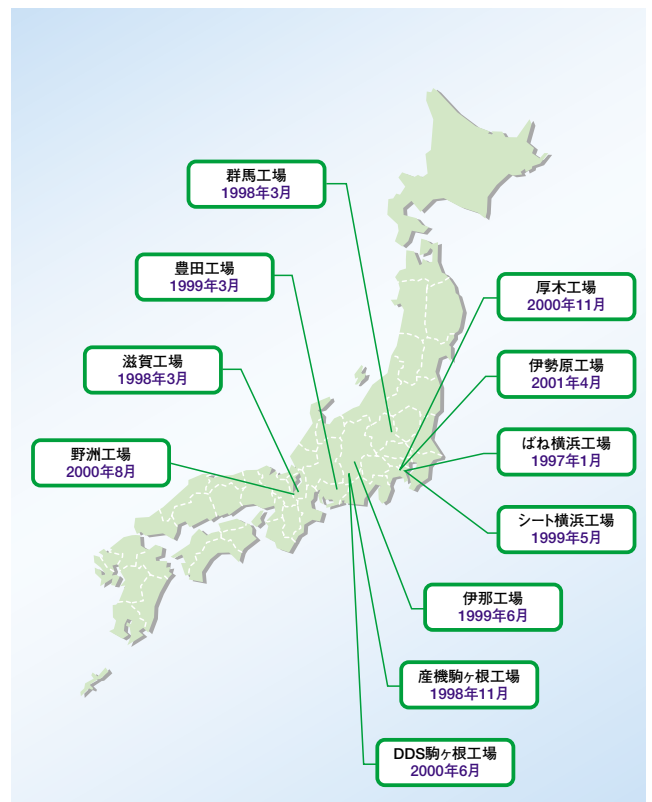 群馬工場
1998年3月
豊田工場
1999年3月
滋賀工場
1998年3月
野洲工場
2000年8月
厚木工場
2000年11月
伊勢原工場
2001年4月
ばね横浜工場
1997年1月
シート横浜工場
1999年5月
伊那工場
1999年6月
産機駒ヶ根工場
1998年11月
DDS駒ヶ根工場
2000年6月